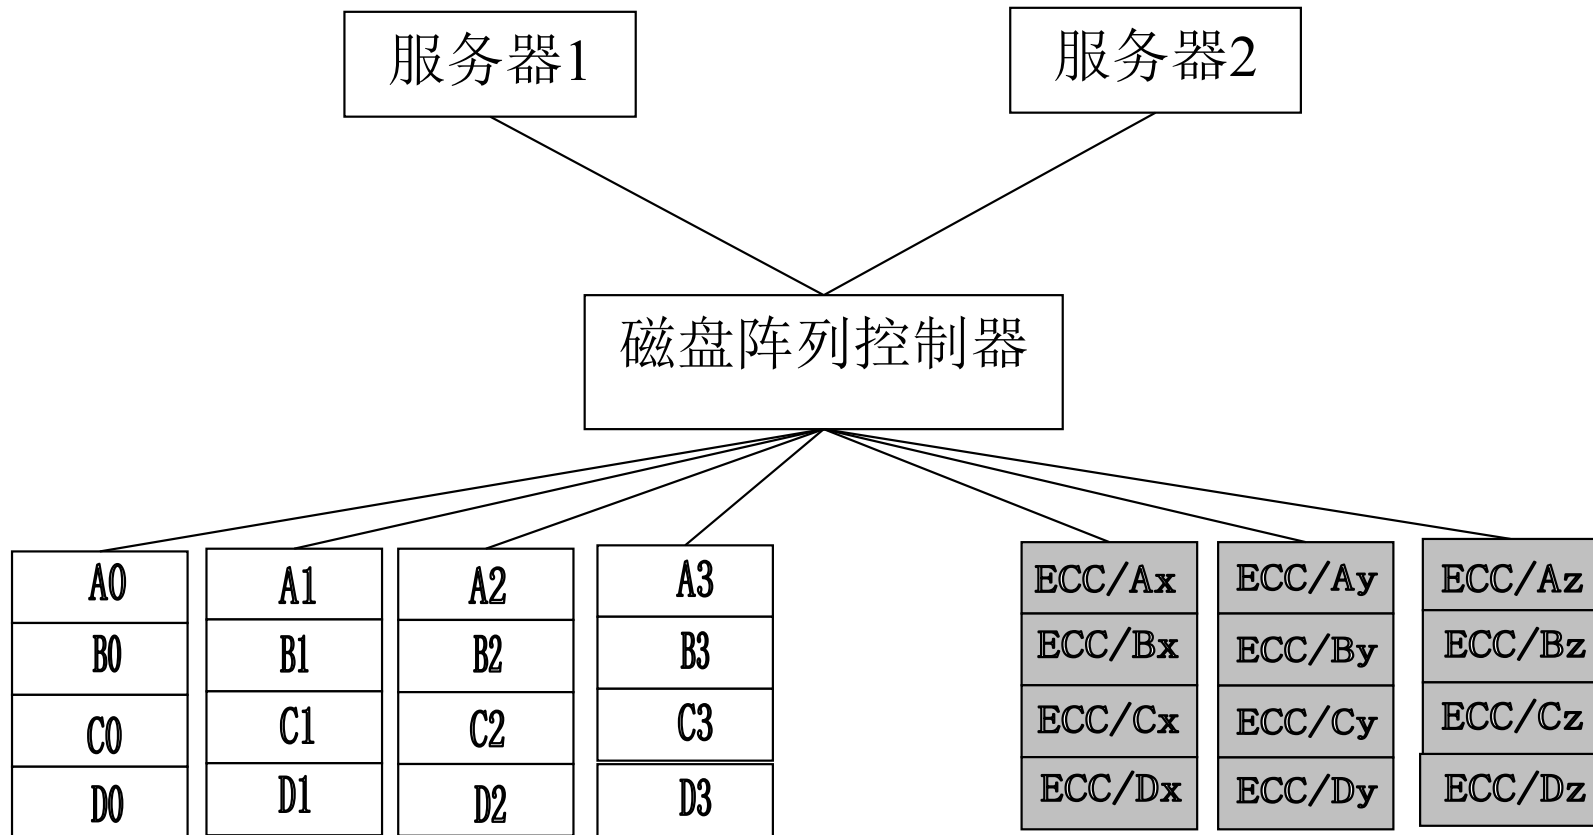 服务器1 服务器2
磁盘阵列控制器
A0 A1 A2 A3 ECC/Ax ECC/Ay ECC/Az
B0 B1 B2 B3 ECC/Bx ECC/By ECC/Bz
C0 C1 C2 C3 ECC/Cx ECC/Cy ECC/Cz
D0 D1 D2 D3 ECC/Dx ECC/Dy ECC/Dz